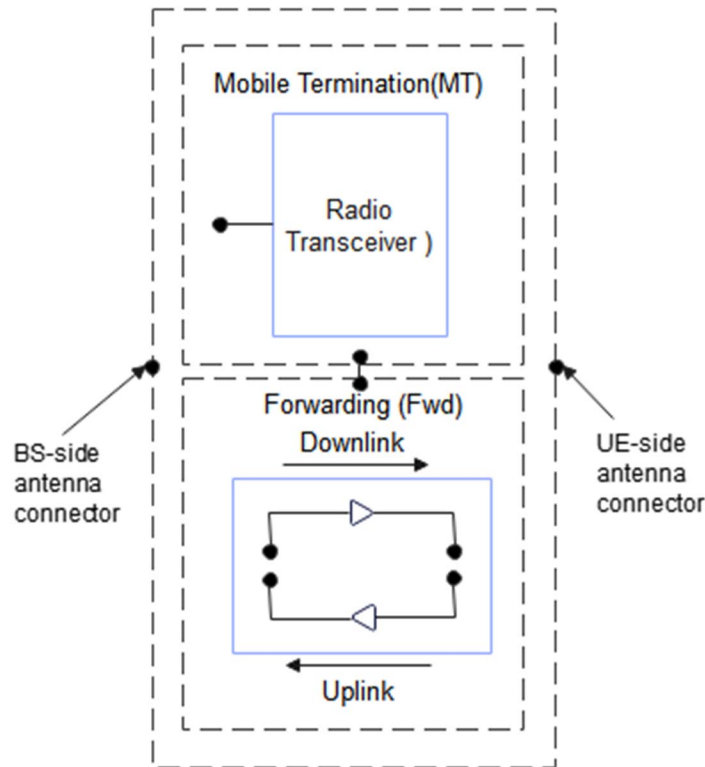 Mobile Termination(MT)
Radio
Transceiver )
Forwarding (Fwd)
Downlink
BS-side
antenna
connector
UE-side
antenna
connector
Uplink